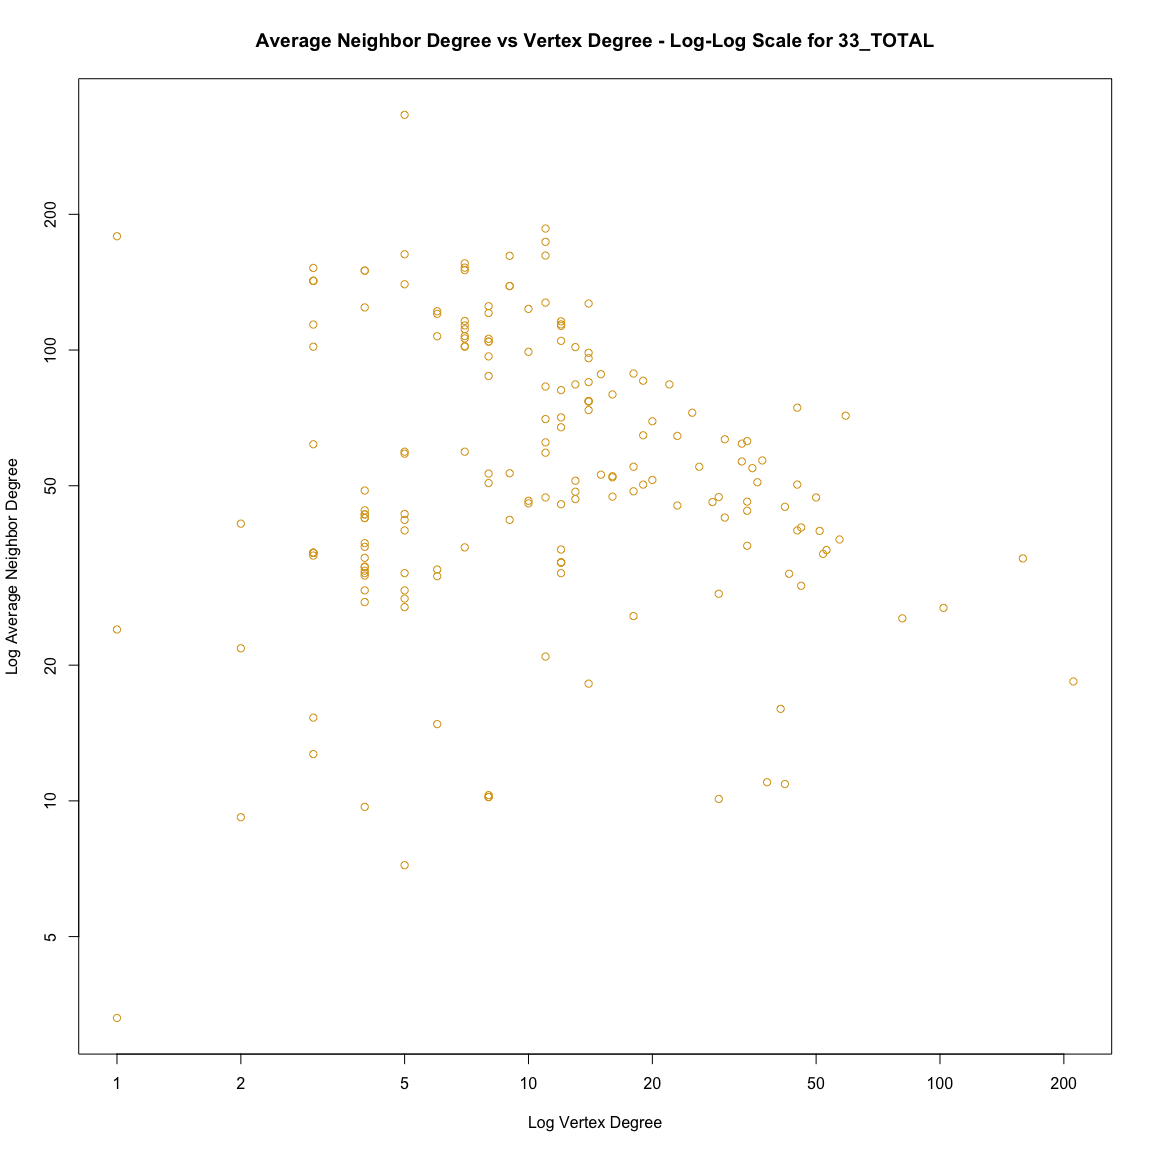 Average Neighbor Degree vs Vertex Degree - Log-Log Scale for 33_TOTAL
Log Average Neighbor Degree
200
100
50
20
10
5
1 2 5 10 20 50 100 200
Log Vertex Degree